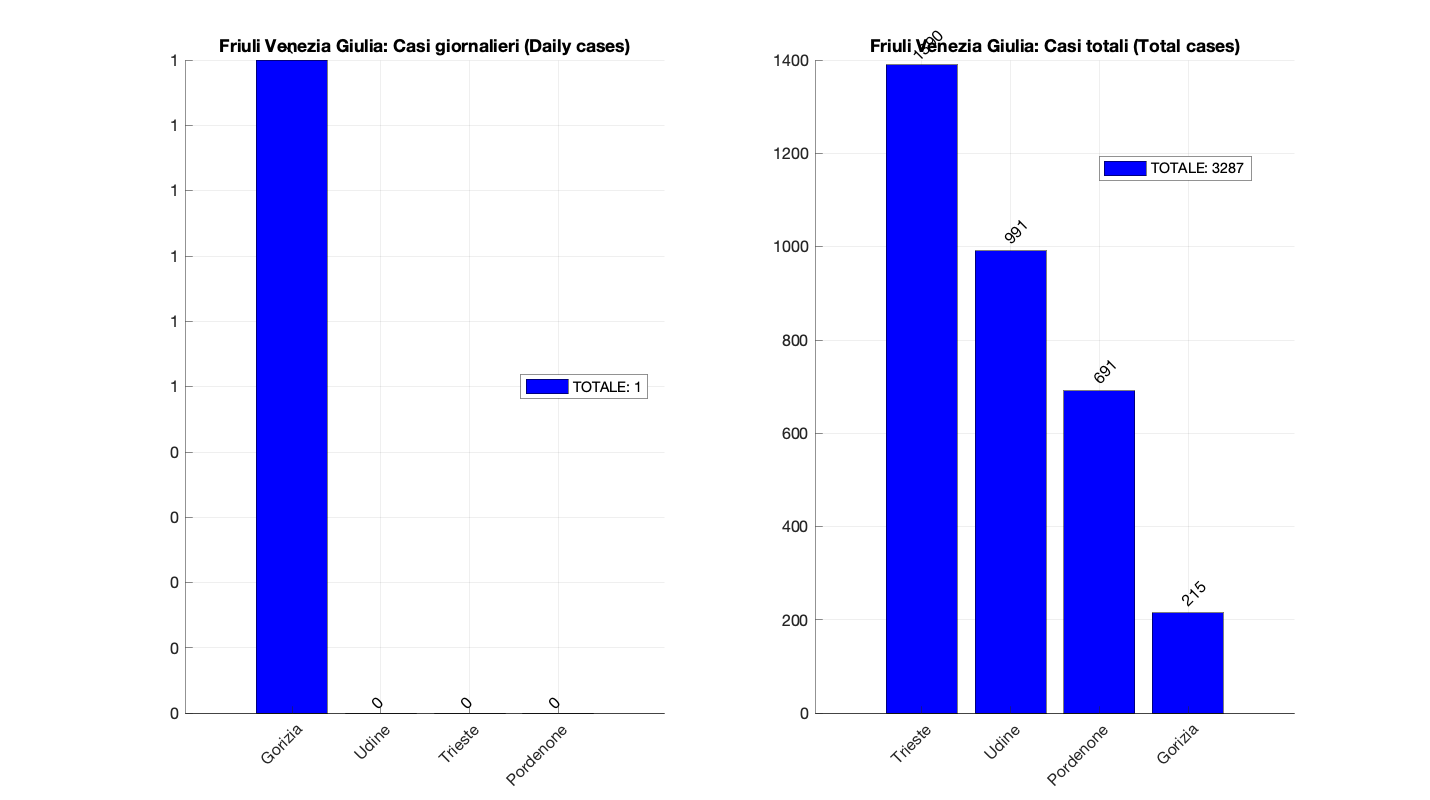 Friuli Venezia Giulia: Casi giornalieri (Daily cases)
1
1
1
1
1
1
0
0
0
0
0
0
0
0
TOTALE: 1
Gorizia
Udine
Trieste
Pordenone
Friuli Venezia Giulia: Casi totali (Total cases)
1400
1200
1000
800
600
400
200
0
1390
991
691
215
TOTALE: 3287
Trieste
Udine
Pordenone
Gorizia